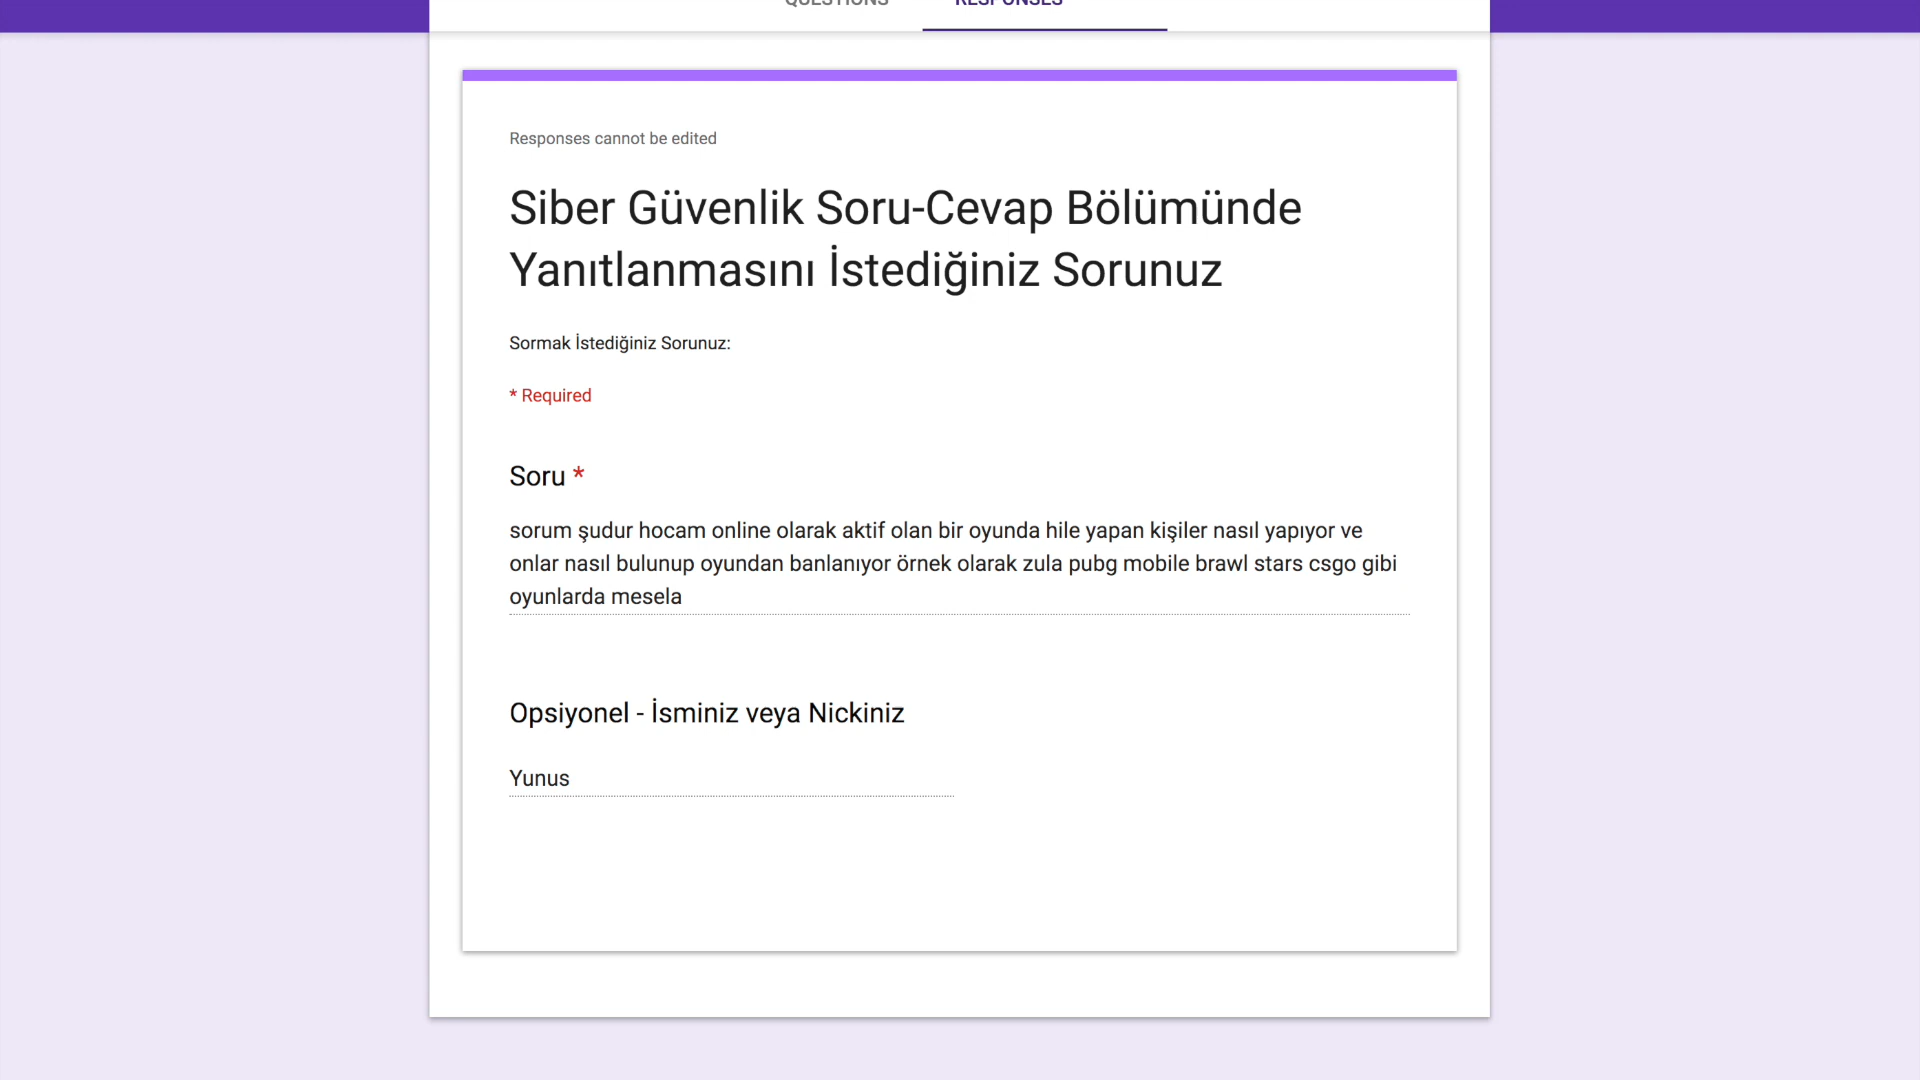 QUESTIONS RESPONSES
Responses cannot be edited
Siber Güvenlik Soru-Cevap Bölümünde
Yanıtlanmasını İstediğiniz Sorunuz
Sormak İstediğiniz Sorunuz:
* Required
Soru *
sorum şudur hocam online olarak aktif olan bir oyunda hile yapan kişiler nasıl yapıyor ve
onlar nasıl bulunup oyundan banlanıyor örnek olarak zula pubg mobile brawl stars csgo gibi
oyunlarda mesela
Opsiyonel - İsminiz veya Nickiniz
Yunus